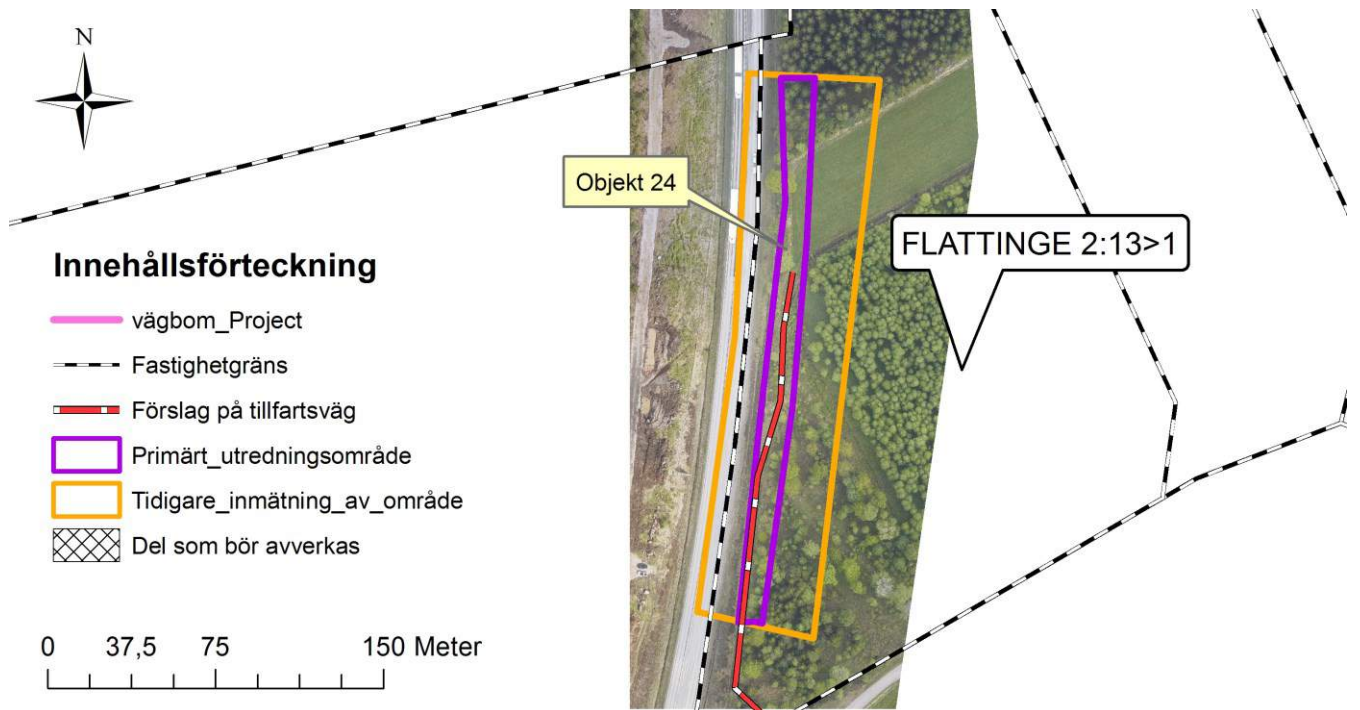 N
Objekt 24
FLATTINGE 2:13>1
Innehållsförteckning
vägbom_Project
Fastighetgräns
Förslag på tillfartsväg
Primärt_utredningsområde
Tidigare_inmätning_av_område
Del som bör avverkas
0 37,5 75 150 Meter